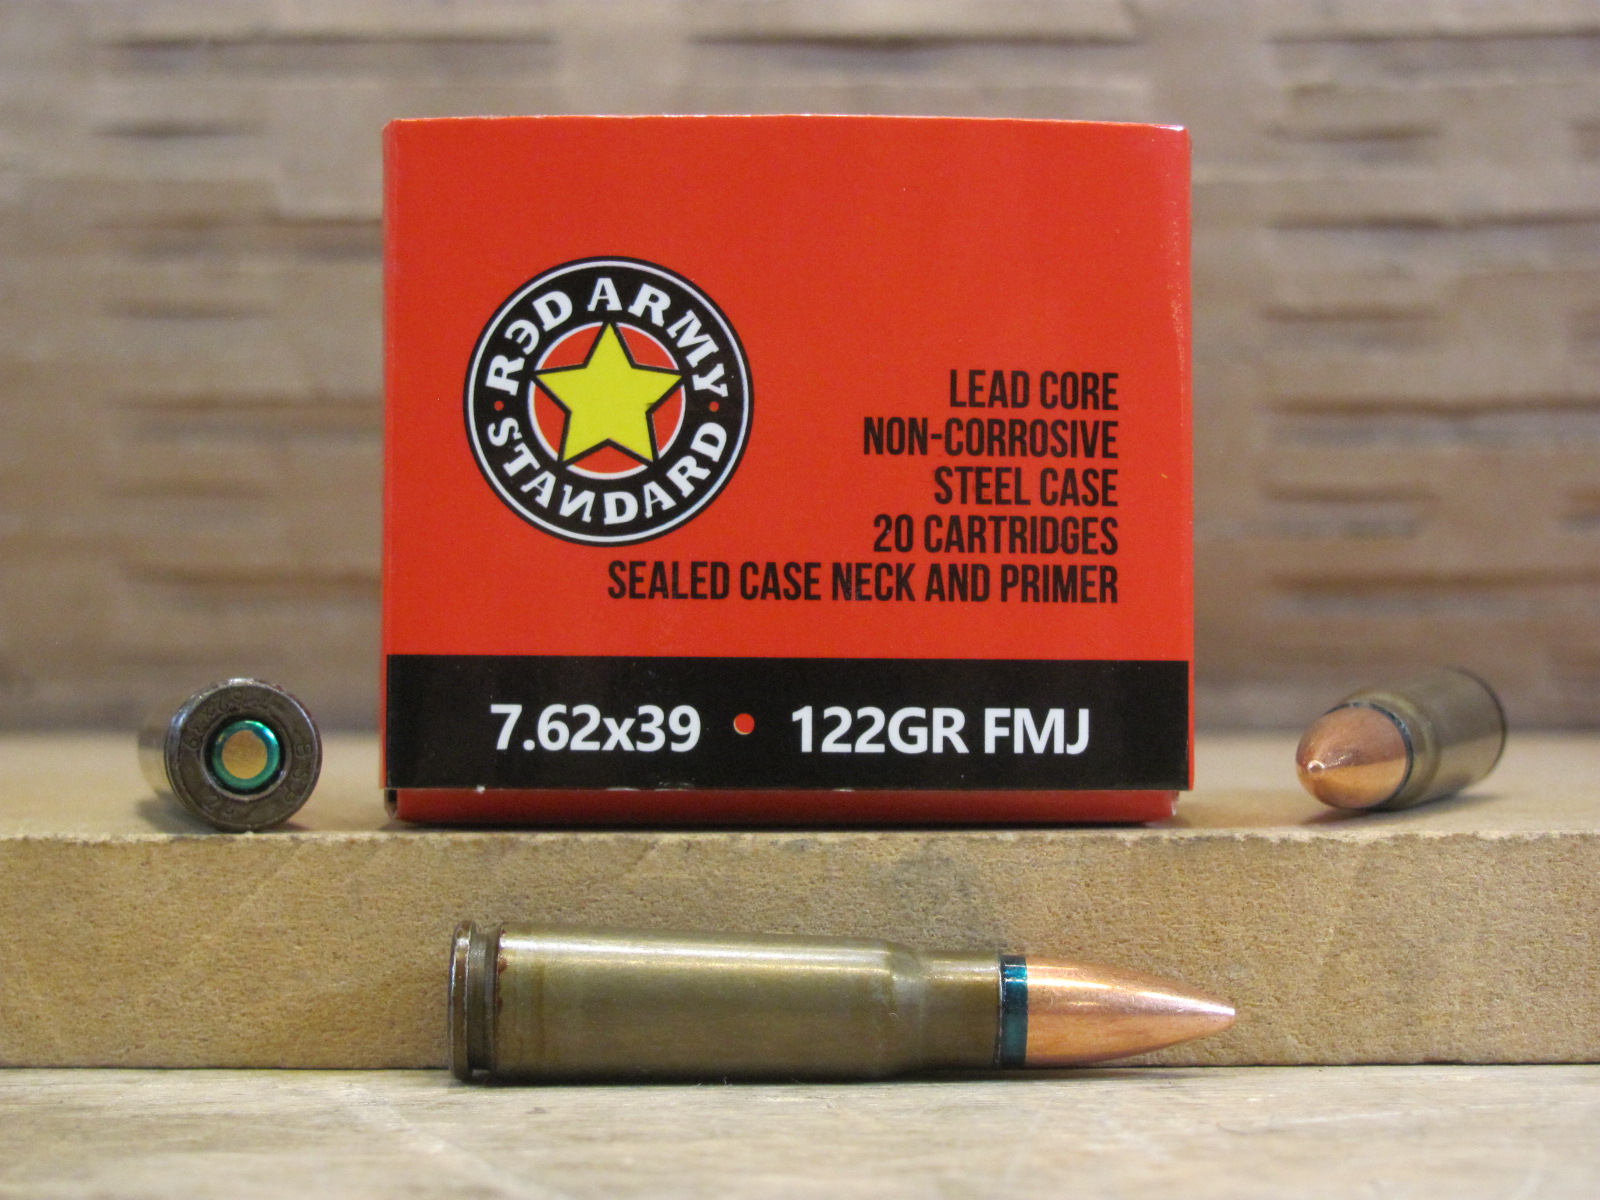 RED ARMY
STANDARD
LEAD CORE
NON-CORROSIVE
STEEL CASE
20 CARTRIDGES
SEALED CASE NECK AND PRIMER
7.62x39 • 122GR FMJ